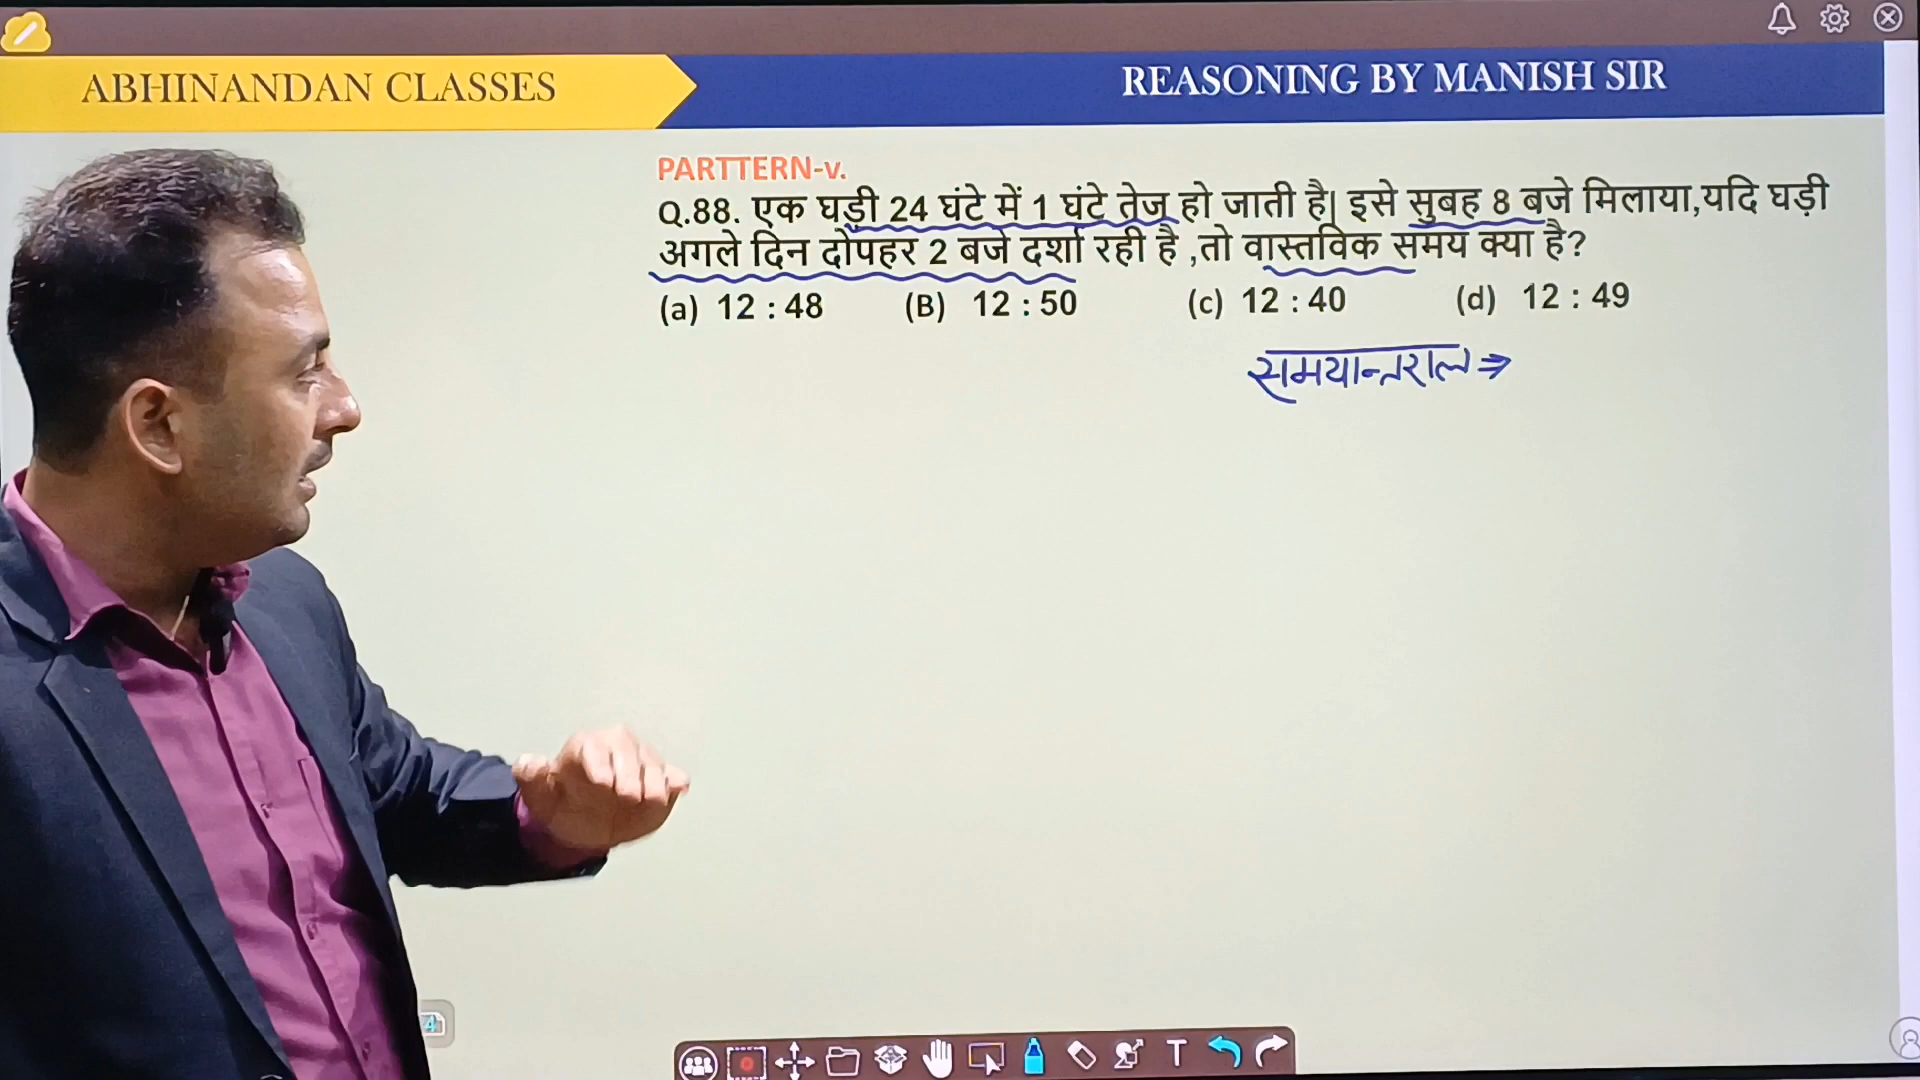 ABHINANDAN CLASSES
REASONING BY MANISH SIR
PARTTERN-v.
Q.88. एक घड़ी 24 घंटे में 1 घंटे तेज हो जाती है| इसे सुबह 8 बजे मिलाया,यदि घड़ी
अगले दिन दोपहर 2 बजे दर्शा रही है ,तो वास्तविक समय क्या है?
(a) 12 : 48 (B) 12 : 50 (c) 12 : 40 (d) 12 : 49
समयान्तराल ⇒
T